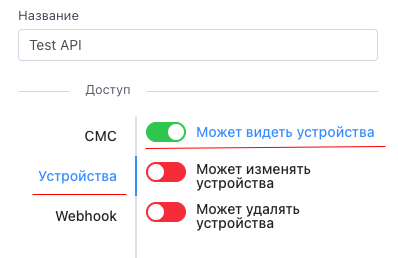 Название
Test API
Доступ
СМС
Может видеть устройства
Устройства
Может изменять
устройства
Webhook
Может удалять
устройства